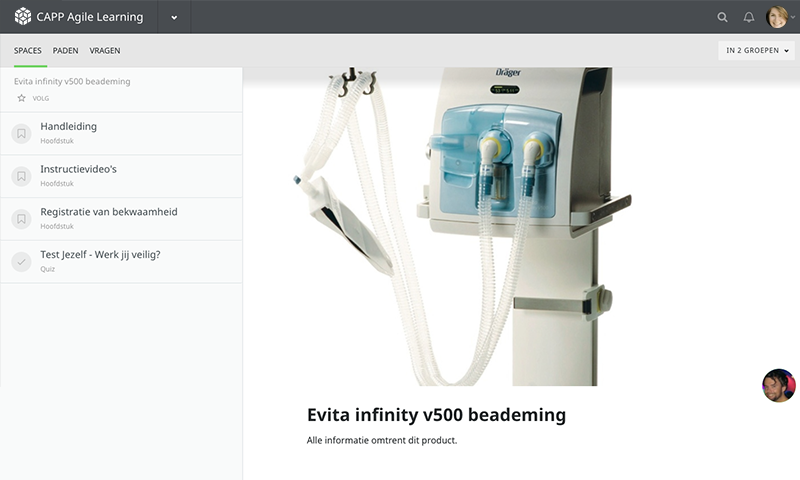 CAPP Agile Learning
SPACES PADEN VRAGEN
IN 2 GROEPEN
Evita infinity v500 beademing
VOLG
Handleiding
Hoofdstuk
Instructievideo's
Hoofdstuk
Registratie van bekwaamheid
Hoofdstuk
Test Jezelf - Werk jij veilig?
Quiz
Dräger
Evita infinity v500 beademing
Alle informatie omtrent dit product.